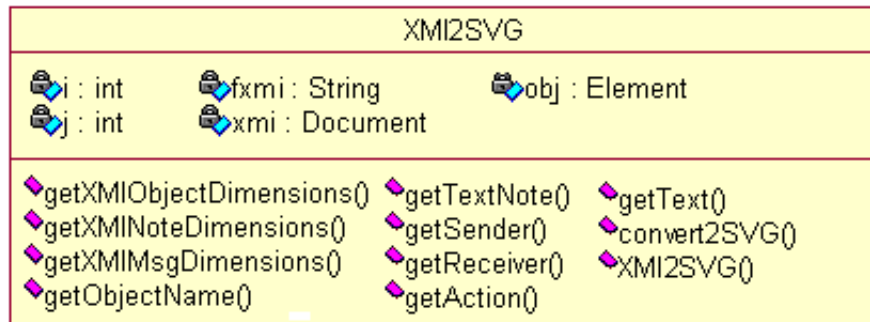 XMI2SVG
i : int fxmi : String obj : Element
j : int xmi : Document
getXMIObjectDimensions() getTextNote() getText()
getXMINoteDimensions() getSender() convert2SVG()
getXMIMsgDimensions() getReceiver() XMI2SVG()
getObjectName() getAction()